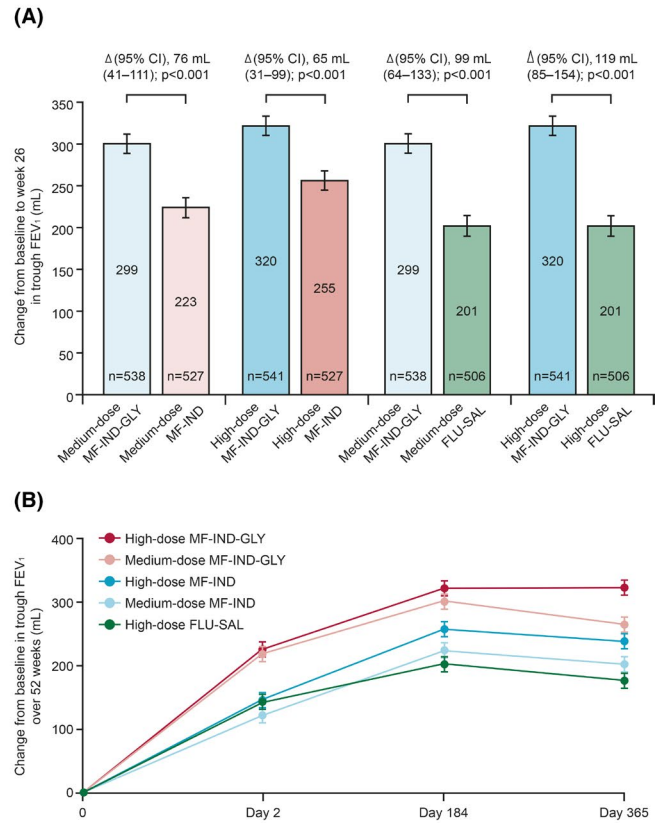 (A)
Δ (95% CI), 76 mL
(41–111); p<0.001
Δ (95% CI), 65 mL
(31–99); p<0.001
Δ (95% CI), 99 mL
(64–133); p<0.001
Δ (95% CI), 119 mL
(85–154); p<0.001
Change from baseline to week 26
in trough FEV₁ (mL)
350
300
250
200
150
100
50
0
299
n=538
223
n=527
320
n=541
255
n=527
299
n=538
201
n=506
320
n=541
201
n=506
Medium-dose
MF-IND-GLY
Medium-dose
MF-IND
High-dose
MF-IND-GLY
High-dose
MF-IND
Medium-dose
MF-IND-GLY
Medium-dose
FLU-SAL
High-dose
MF-IND-GLY
High-dose
FLU-SAL
(B)
Change from baseline in trough FEV₁
over 52 weeks (mL)
400
300
200
100
0
High-dose MF-IND-GLY
Medium-dose MF-IND-GLY
High-dose MF-IND
Medium-dose MF-IND
High-dose FLU-SAL
0
Day 2
Day 184
Day 365